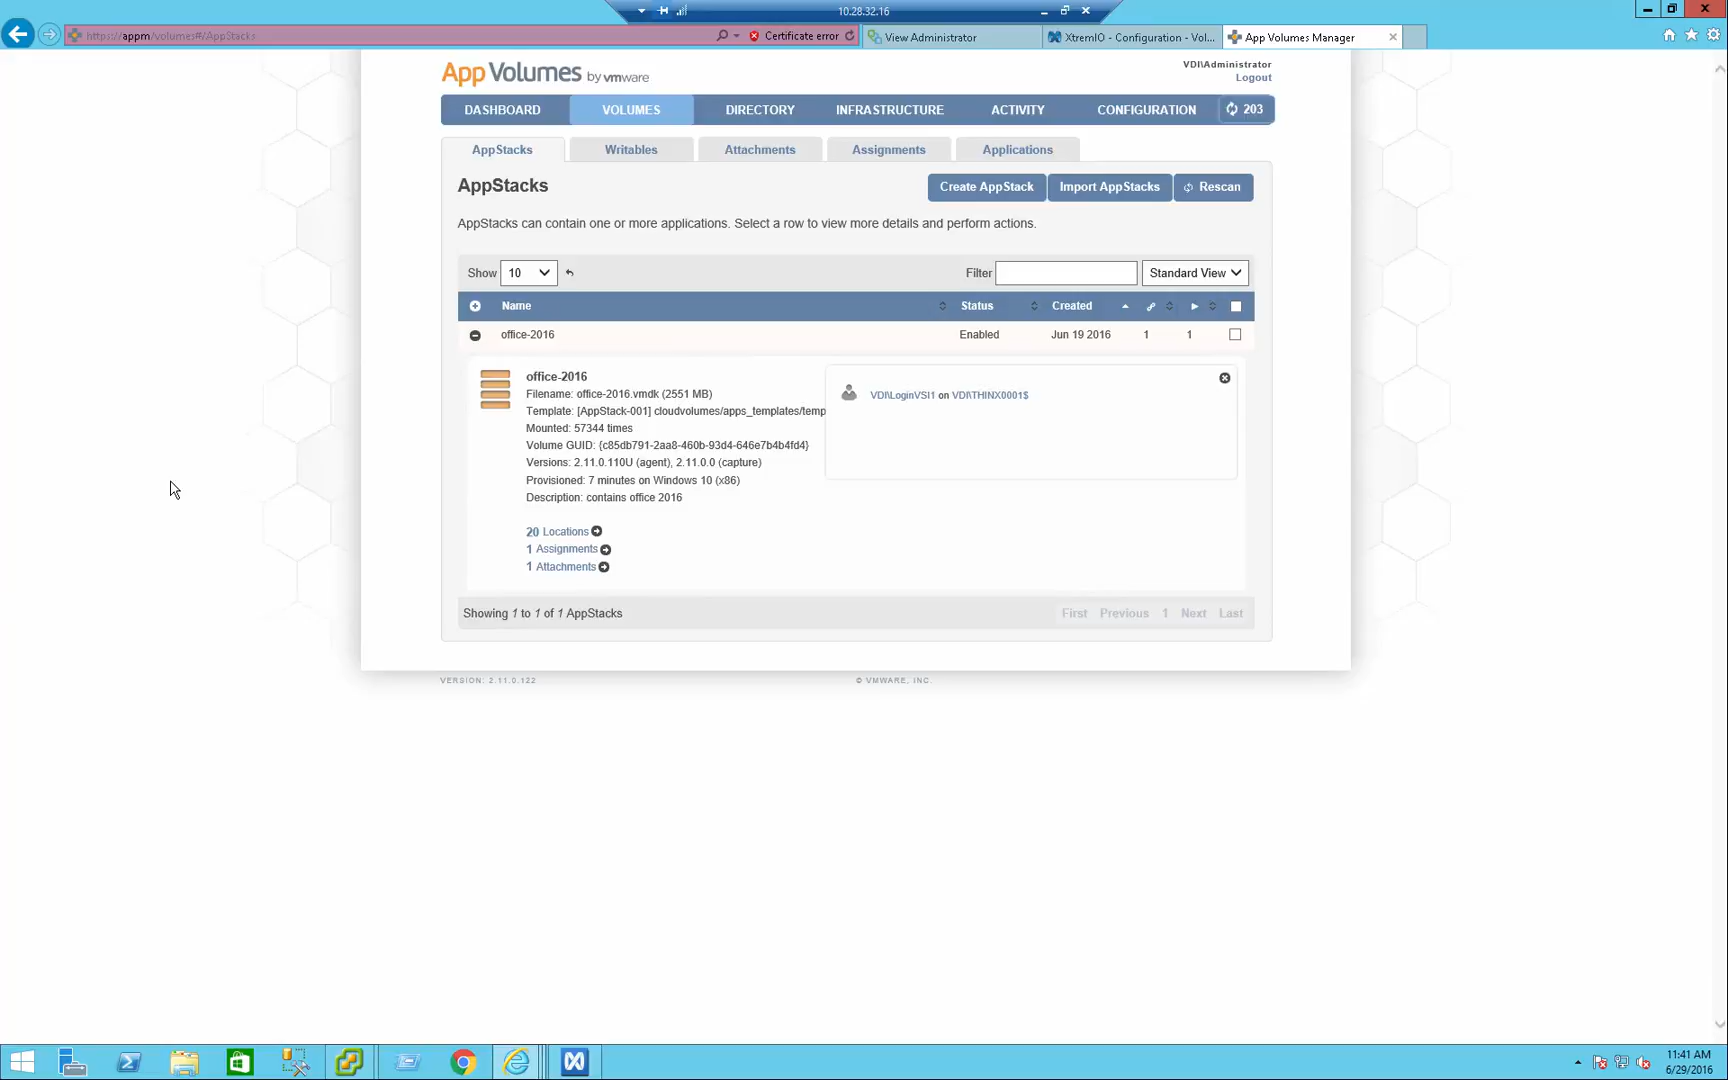 10.28.32.16
https://appm/volumes#/AppStacks
Certificate error
View Administrator
XtremIO - Configuration - Vol...
App Volumes Manager
App Volumes by vmware
VDI\Administrator
Logout
DASHBOARD
VOLUMES
DIRECTORY
INFRASTRUCTURE
ACTIVITY
CONFIGURATION
203
AppStacks
Writables
Attachments
Assignments
Applications
AppStacks
Create AppStack
Import AppStacks
Rescan
AppStacks can contain one or more applications. Select a row to view more details and perform actions.
Show 10
Filter
Standard View
Name
Status
Created
office-2016
Enabled
Jun 19 2016
1
1
office-2016
Filename: office-2016.vmdk (2551 MB)
Template: [AppStack-001] cloudvolumes/apps_templates/temp
Mounted: 57344 times
Volume GUID: {c85db791-2aa8-460b-93d4-646e7b4b4fd4}
Versions: 2.11.0.110U (agent), 2.11.0.0 (capture)
Provisioned: 7 minutes on Windows 10 (x86)
Description: contains office 2016
VDI\LoginVSI1 on VDI\THINX0001$
20 Locations
1 Assignments
1 Attachments
Showing 1 to 1 of 1 AppStacks
First
Previous
1
Next
Last
VERSION: 2.11.0.122
© VMWARE, INC.
11:41 AM
6/29/2016